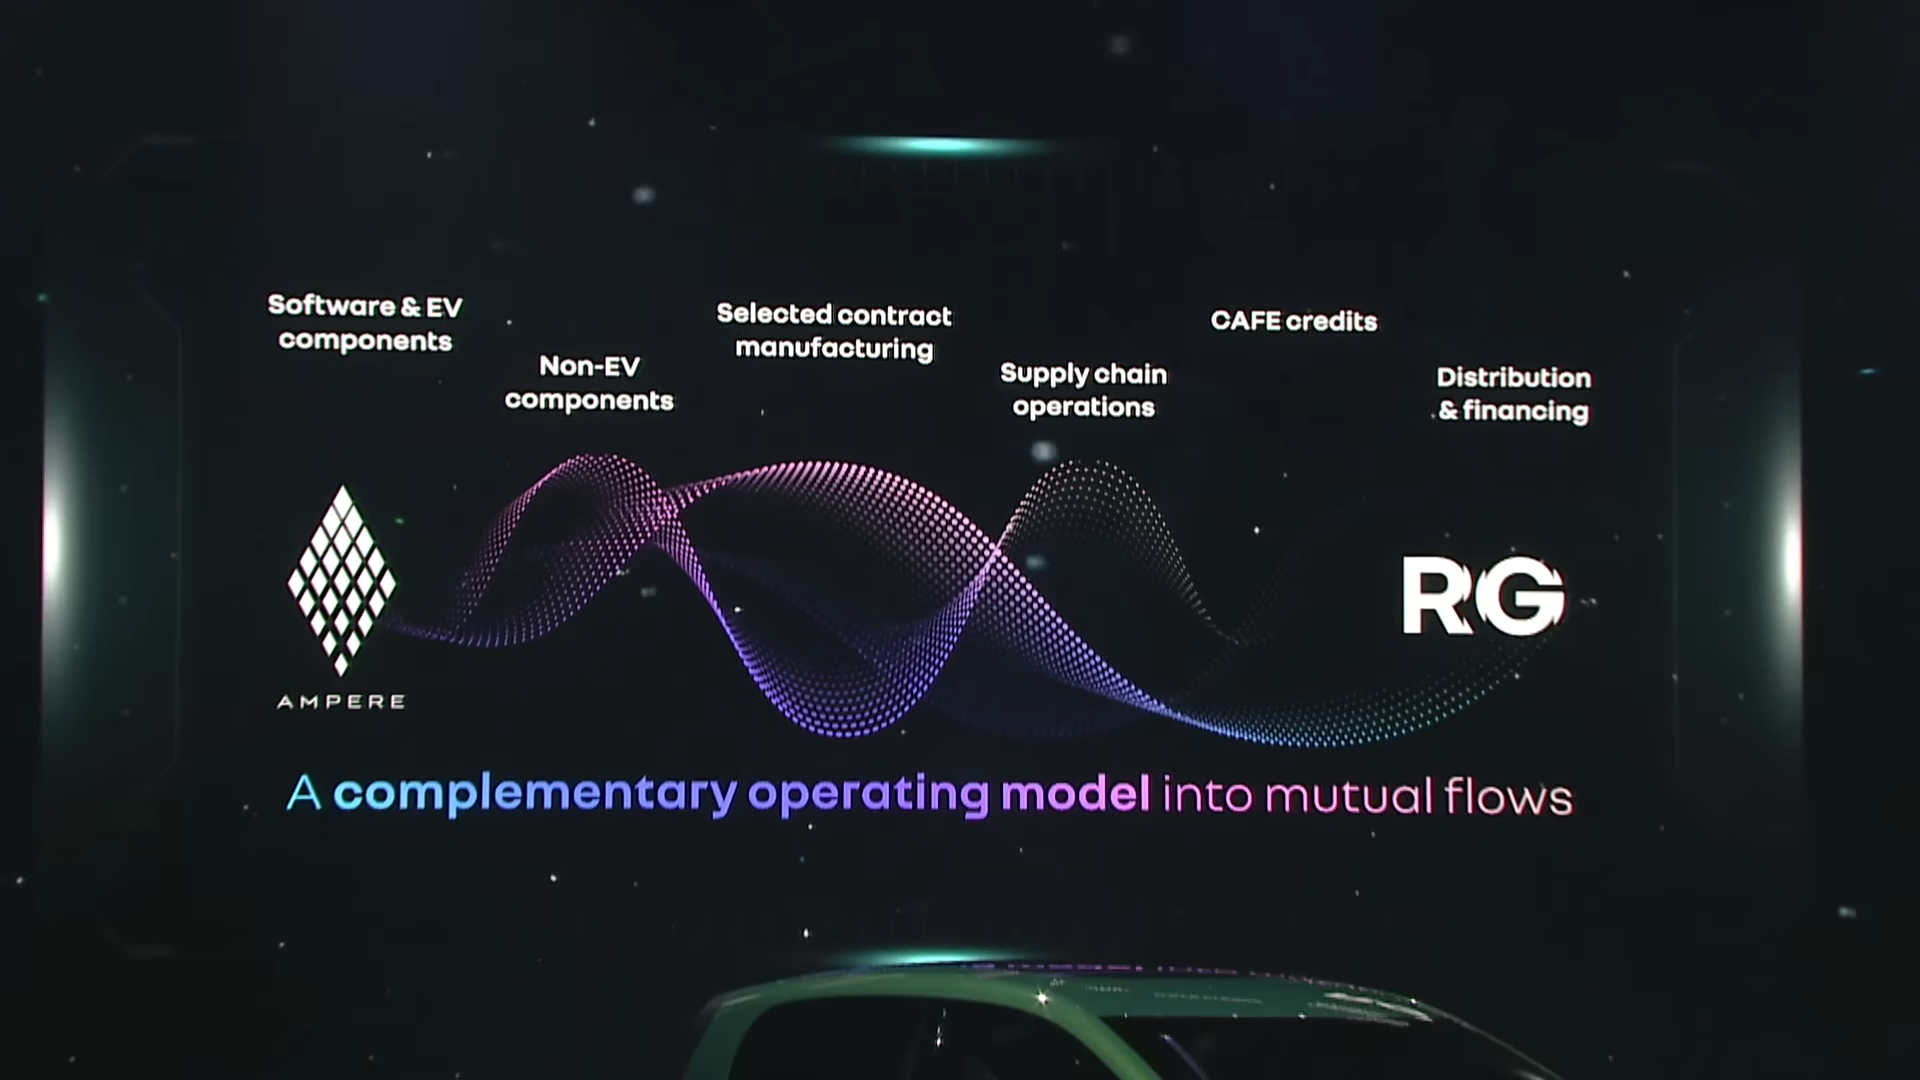 Software & EV
components
Non-EV
components
Selected contract
manufacturing
Supply chain
operations
CAFE credits
Distribution
& financing
AMPERE
RG
A complementary operating model into mutual flows